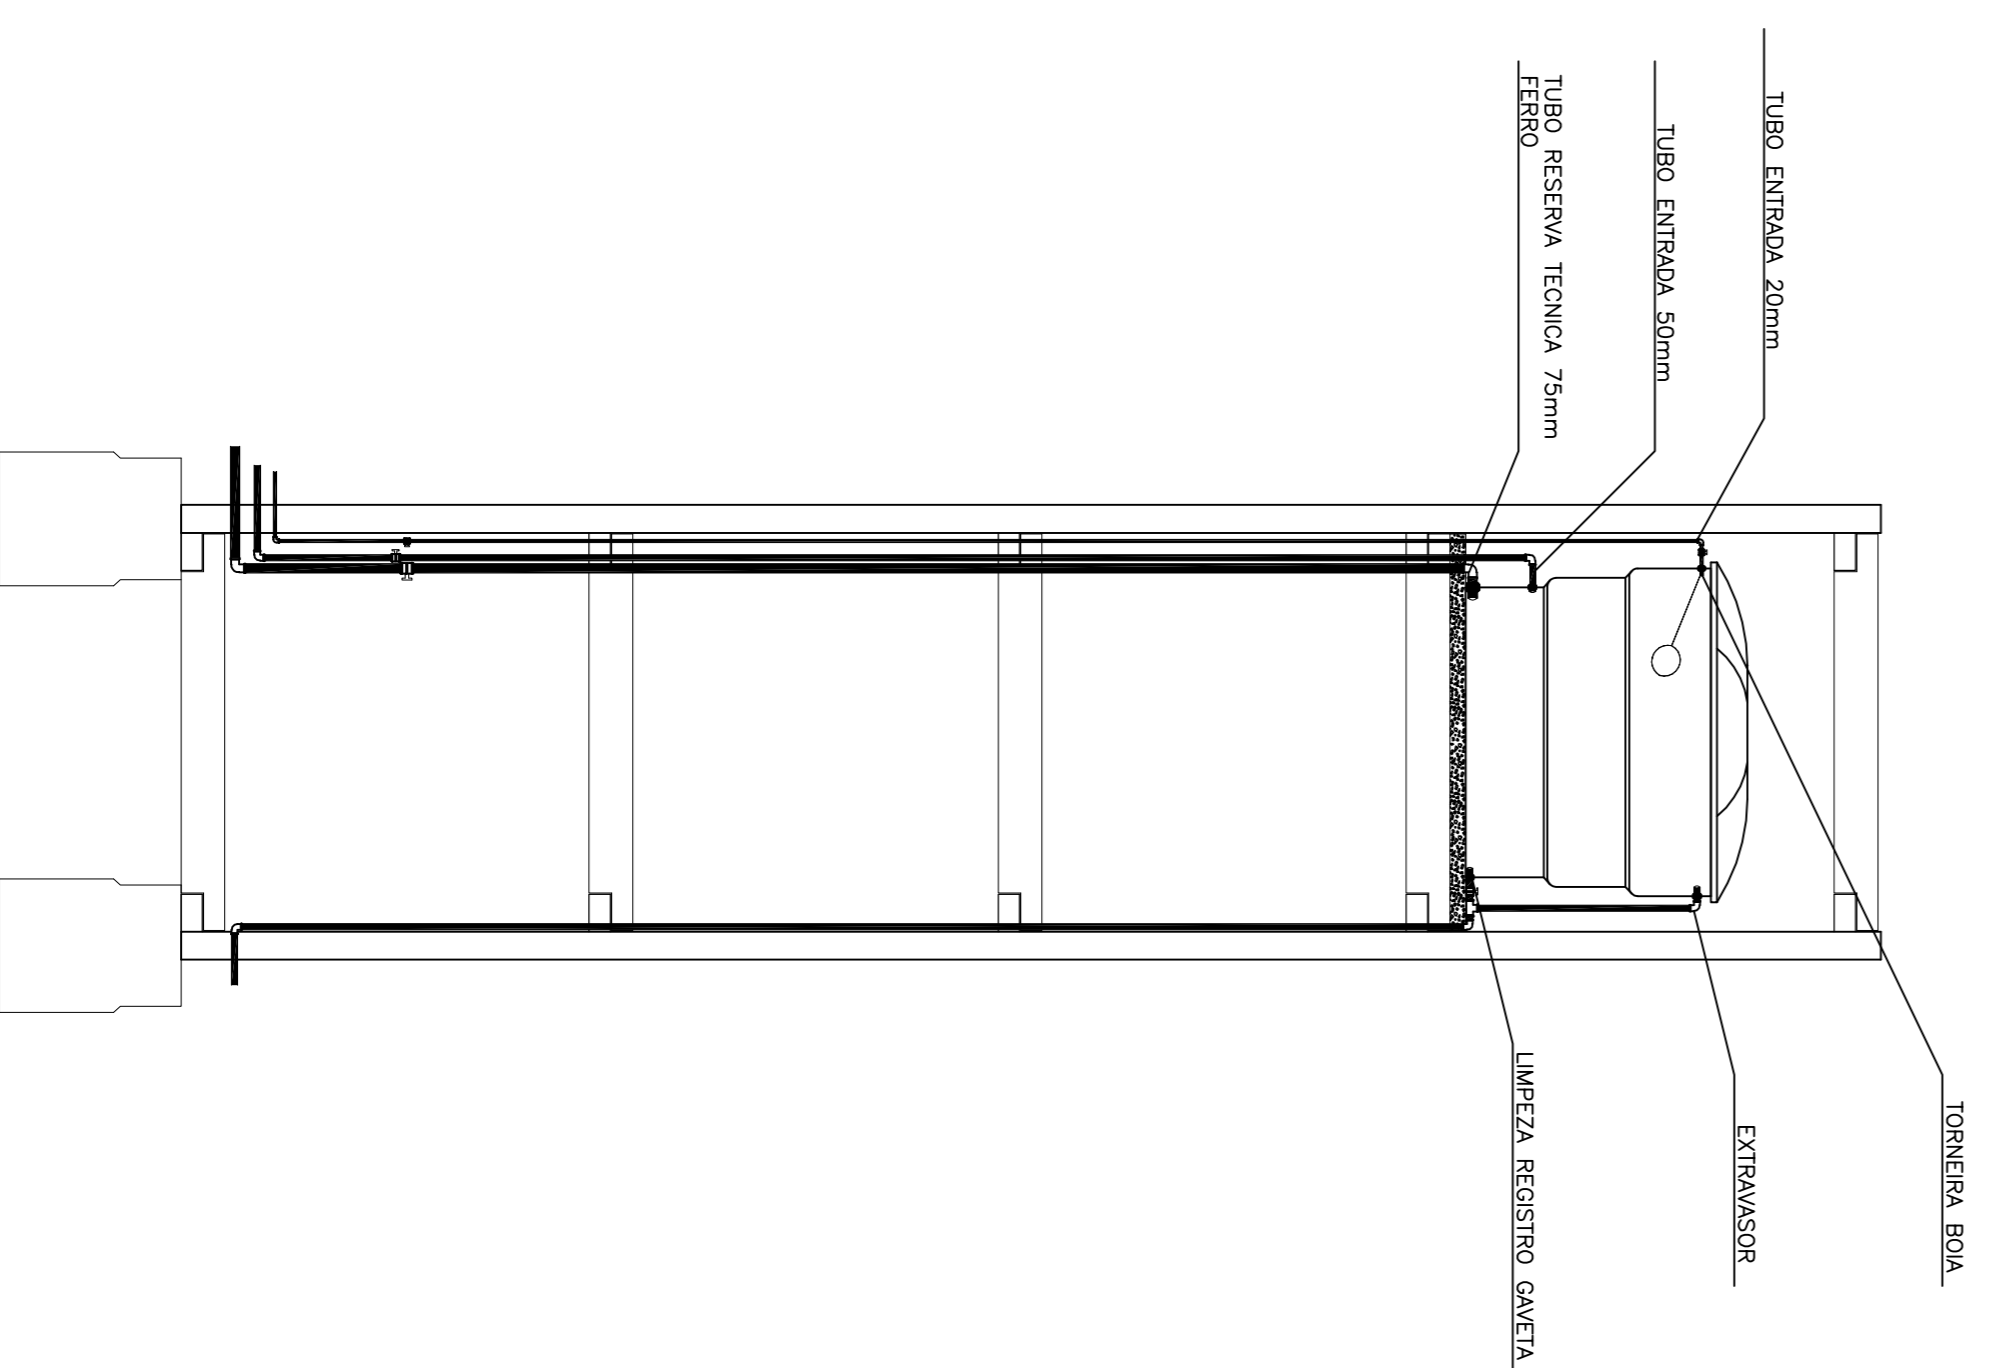 TUBO ENTRADA 20mm
TUBO ENTRADA 50mm
TUBO RESERVA TECNICA 75mm
FERRO
TORNEIRA BOIA
EXTRAVASOR
LIMPEZA REGISTRO GAVETA